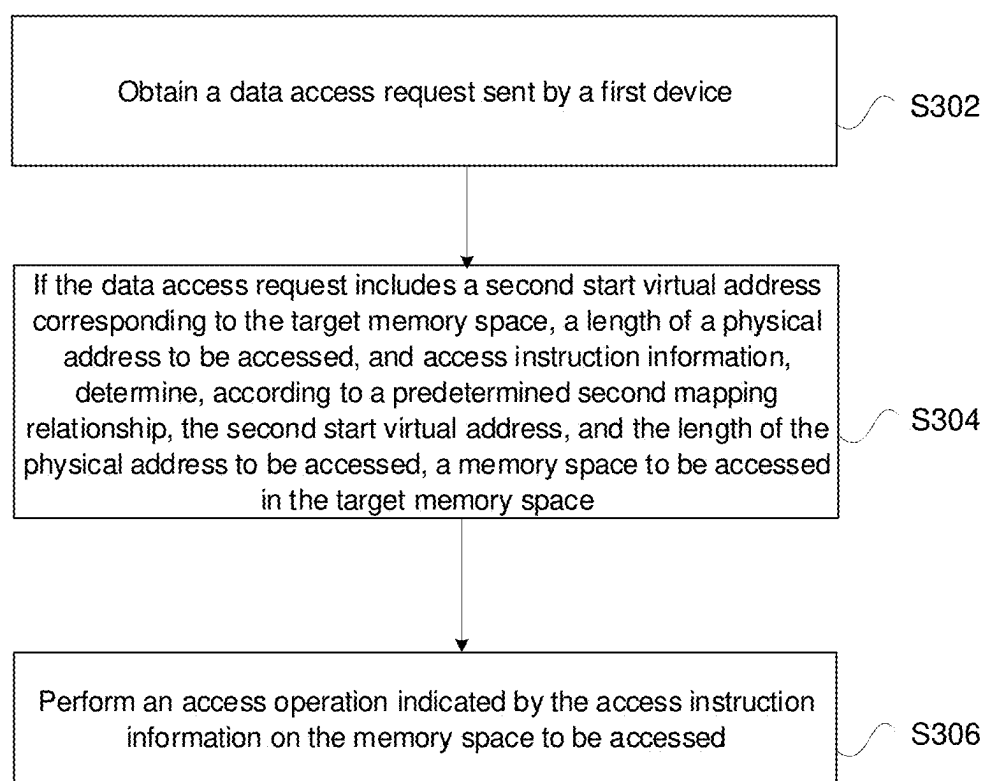 Obtain a data access request sent by a first device
S302
If the data access request includes a second start virtual address
corresponding to the target memory space, a length of a physical
address to be accessed, and access instruction information,
determine, according to a predetermined second mapping
relationship, the second start virtual address, and the length of the
physical address to be accessed, a memory space to be accessed
in the target memory space
S304
Perform an access operation indicated by the access instruction
information on the memory space to be accessed
S306